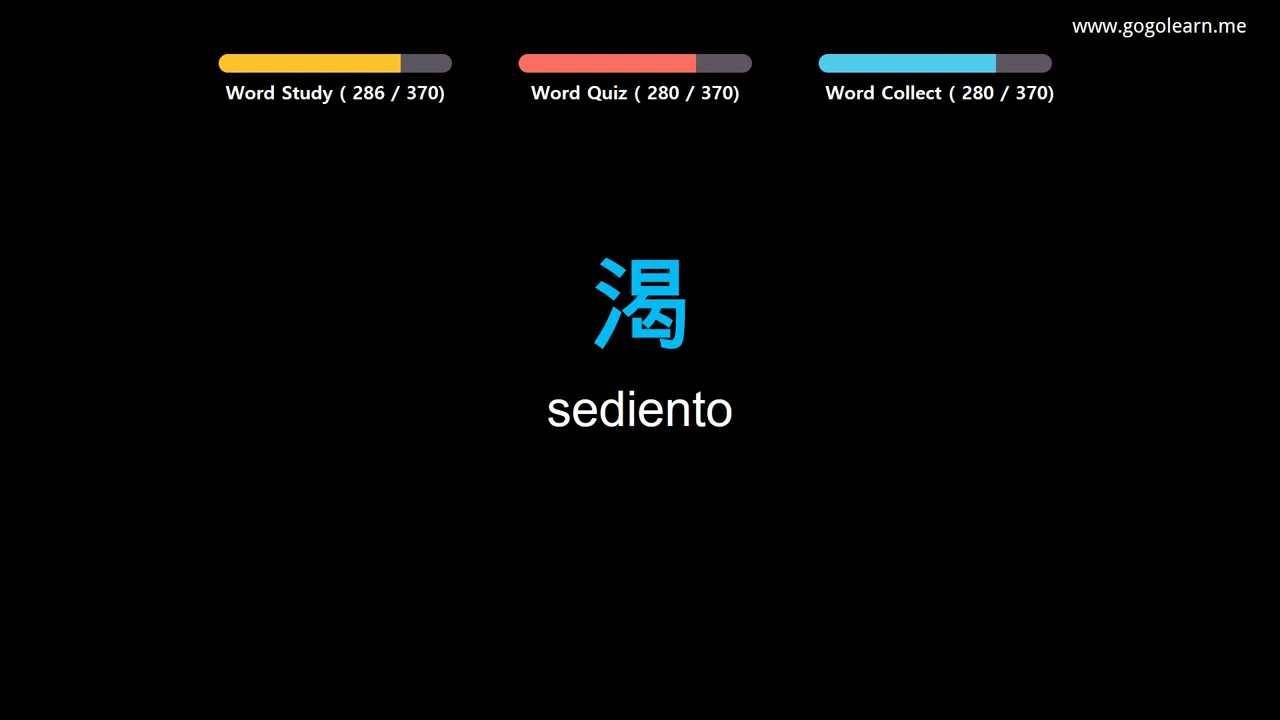 www.gogolearn.me
Word Study ( 286 / 370)
Word Quiz ( 280 / 370)
Word Collect ( 280 / 370)
渴
sediento